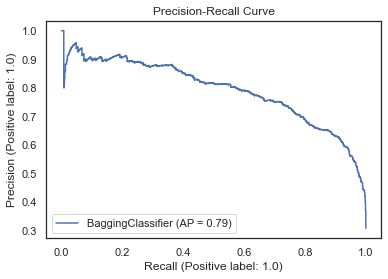 Precision-Recall Curve
1.0
0.9
0.8
0.7
0.6
0.5
0.4
0.3
Precision (Positive label: 1.0)
BaggingClassifier (AP = 0.79)
0.0 0.2 0.4 0.6 0.8 1.0
Recall (Positive label: 1.0)